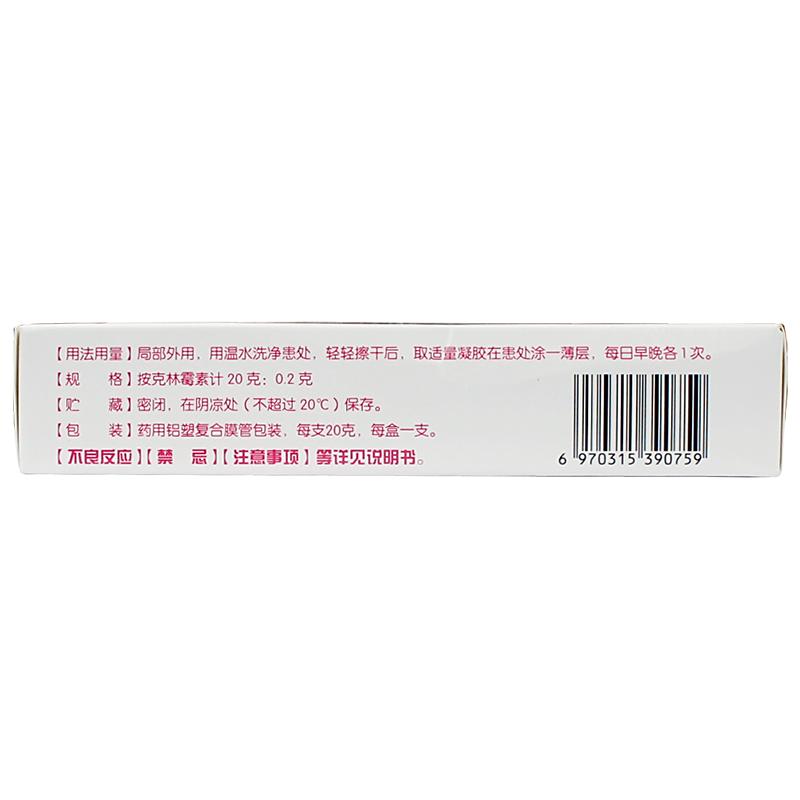 【用法用量】局部外用，用温水洗净患处，轻轻擦干后，取适量凝胶在患处涂一薄层，每日早晚各1次。
【规　格】按克林霉素计20克：0.2克
【贮　藏】密闭，在阴凉处（不超过20℃）保存。
【包　装】药用铝塑复合膜管包装，每支20克，每盒一支。
【不良反应】【禁　忌】【注意事项】等详见说明书。
6 970315 390759